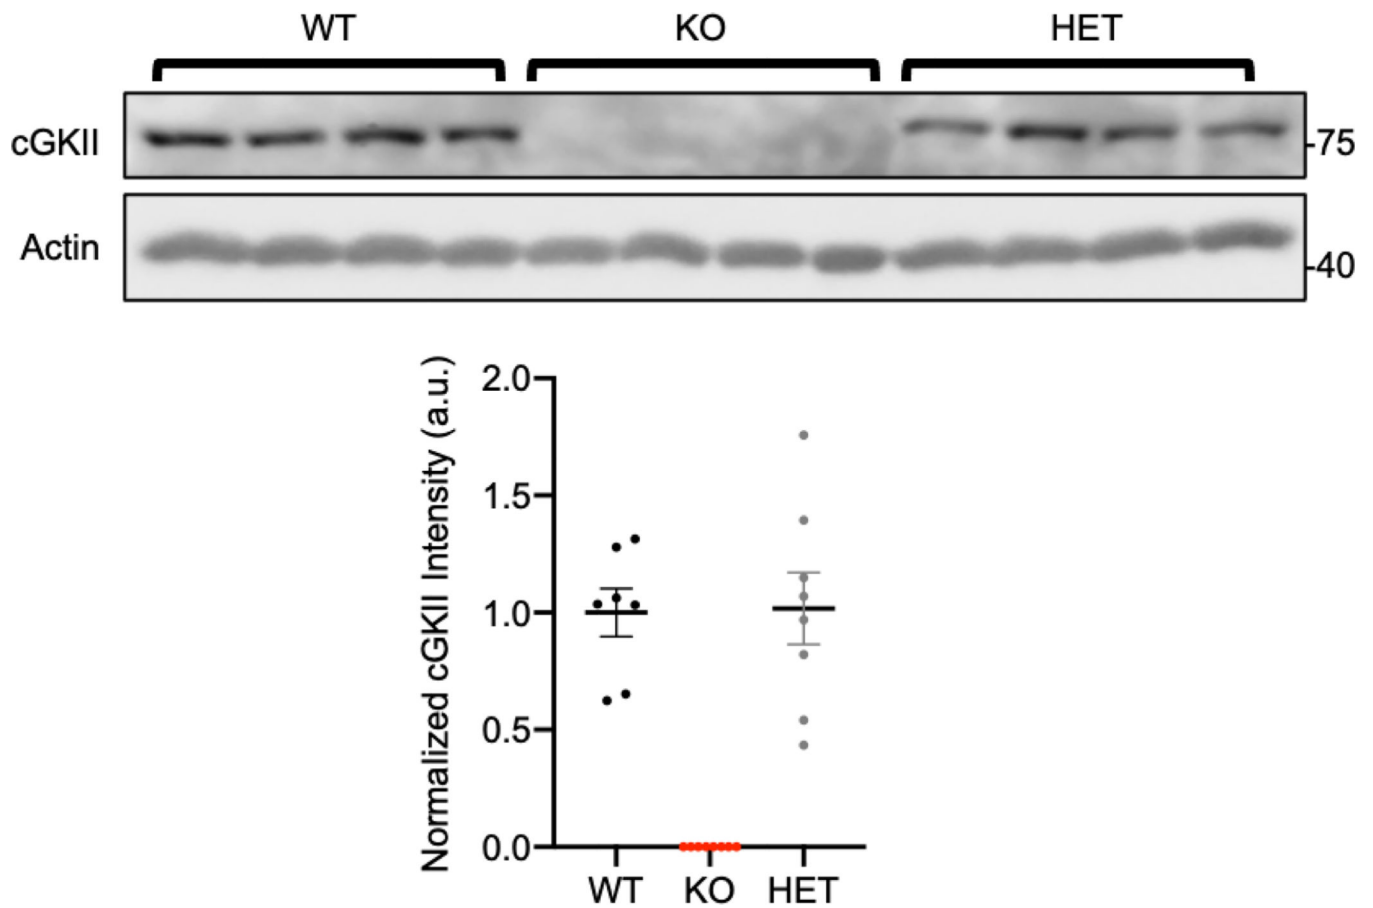 WT KO HET
cGKII -75
Actin -40
Normalized cGKII Intensity (a.u.)
2.0
1.5
1.0
0.5
0.0
WT KO HET